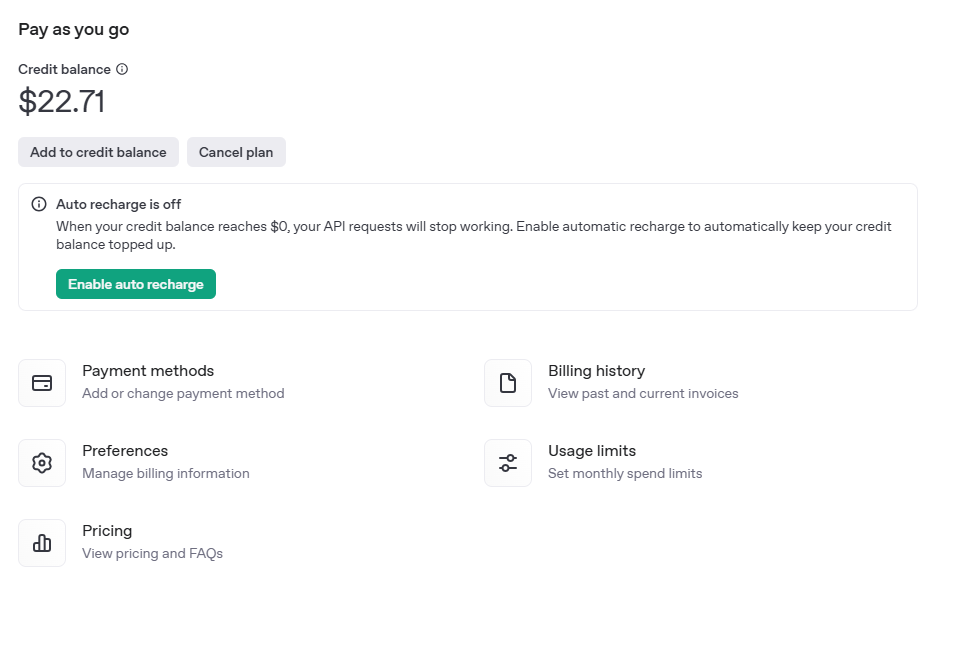 Pay as you go
Credit balance
$22.71
Add to credit balance
Cancel plan
Auto recharge is off
When your credit balance reaches $0, your API requests will stop working. Enable automatic recharge to automatically keep your credit
balance topped up.
Enable auto recharge
Payment methods
Add or change payment method
Billing history
View past and current invoices
Preferences
Manage billing information
Usage limits
Set monthly spend limits
Pricing
View pricing and FAQs